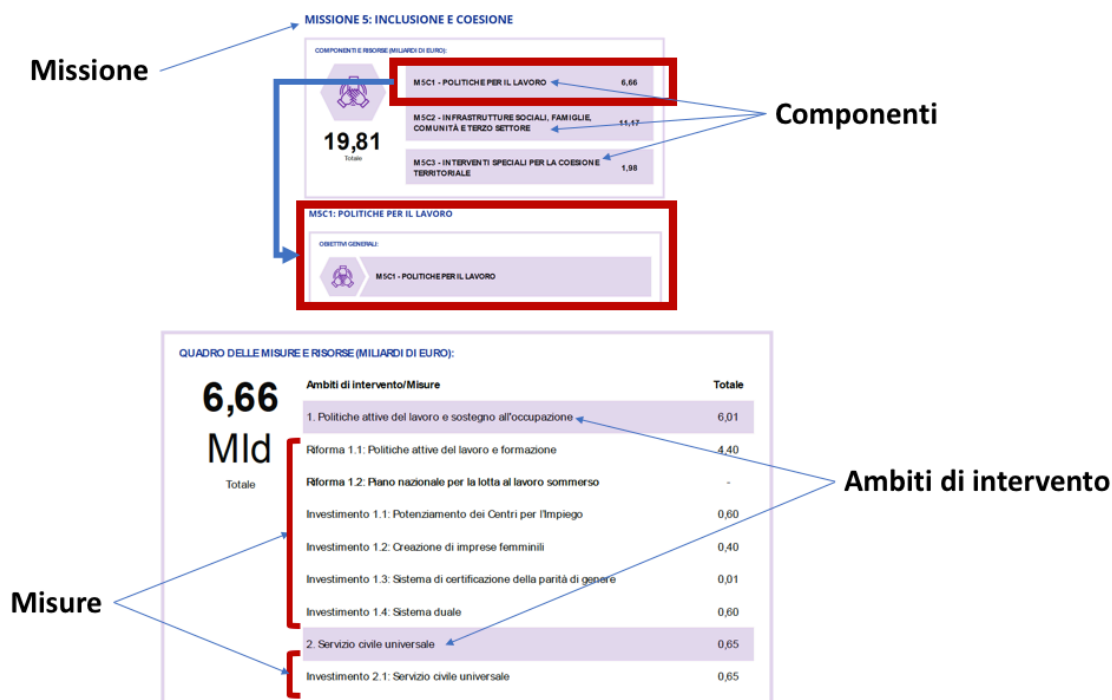 MISSIONE 5: INCLUSIONE E COESIONE
Missione
COMPONENTI E RISORSE (MILIARDI DI EURO):
M5C1 - POLITICHE PER IL LAVORO 6,66
Componenti
M5C2 - INFRASTRUTTURE SOCIALI, FAMIGLIE,
COMUNITÀ E TERZO SETTORE 11,17
19,81
Totale
M5C3 - INTERVENTI SPECIALI PER LA COESIONE
TERRITORIALE 1,98
M5C1: POLITICHE PER IL LAVORO
OBIETTIVI GENERALI:
M5C1 - POLITICHE PER IL LAVORO
QUADRO DELLE MISURE E RISORSE (MILIARDI DI EURO):
6,66
Mld
Totale
Ambiti di intervento/Misure Totale
1. Politiche attive del lavoro e sostegno all'occupazione 6,01
Riforma 1.1: Politiche attive del lavoro e formazione 4,40
Riforma 1.2: Piano nazionale per la lotta al lavoro sommerso -
Ambiti di intervento
Investimento 1.1: Potenziamento dei Centri per l'Impiego 0,60
Investimento 1.2: Creazione di imprese femminili 0,40
Investimento 1.3: Sistema di certificazione della parità di genere 0,01
Misure
Investimento 1.4: Sistema duale 0,60
2. Servizio civile universale 0,65
Investimento 2.1: Servizio civile universale 0,65